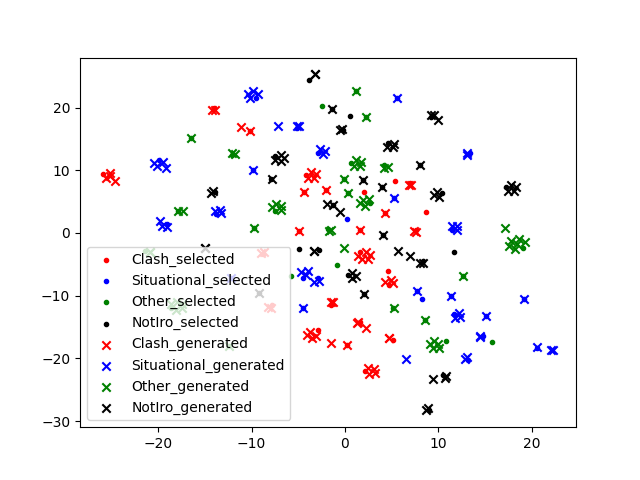 20
10
0
−10
−20
−30
Clash_selected
Situational_selected
Other_selected
NotIro_selected
Clash_generated
Situational_generated
Other_generated
NotIro_generated
−20 −10 0 10 20